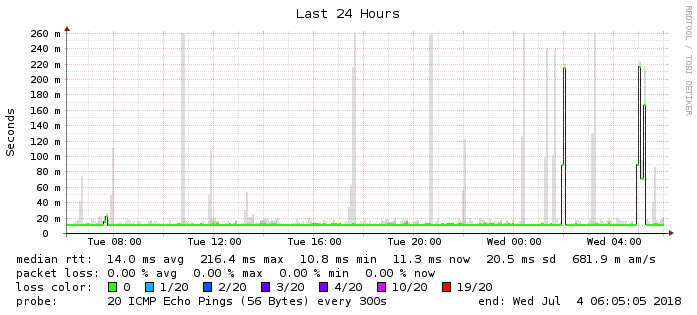 Last 24 Hours
RRDTOOL / TOBI OETIKER
Seconds
260 m
240 m
220 m
200 m
180 m
160 m
140 m
120 m
100 m
80 m
60 m
40 m
20 m
0
Tue 08:00 Tue 12:00 Tue 16:00 Tue 20:00 Wed 00:00 Wed 04:00
median rtt: 14.0 ms avg 216.4 ms max 10.8 ms min 11.3 ms now 20.5 ms sd 681.9 m am/s
packet loss: 0.00 % avg 0.00 % max 0.00 % min 0.00 % now
loss color: 0 1/20 2/20 3/20 4/20 10/20 19/20
probe: 20 ICMP Echo Pings (56 Bytes) every 300s end: Wed Jul 4 06:05:05 2018